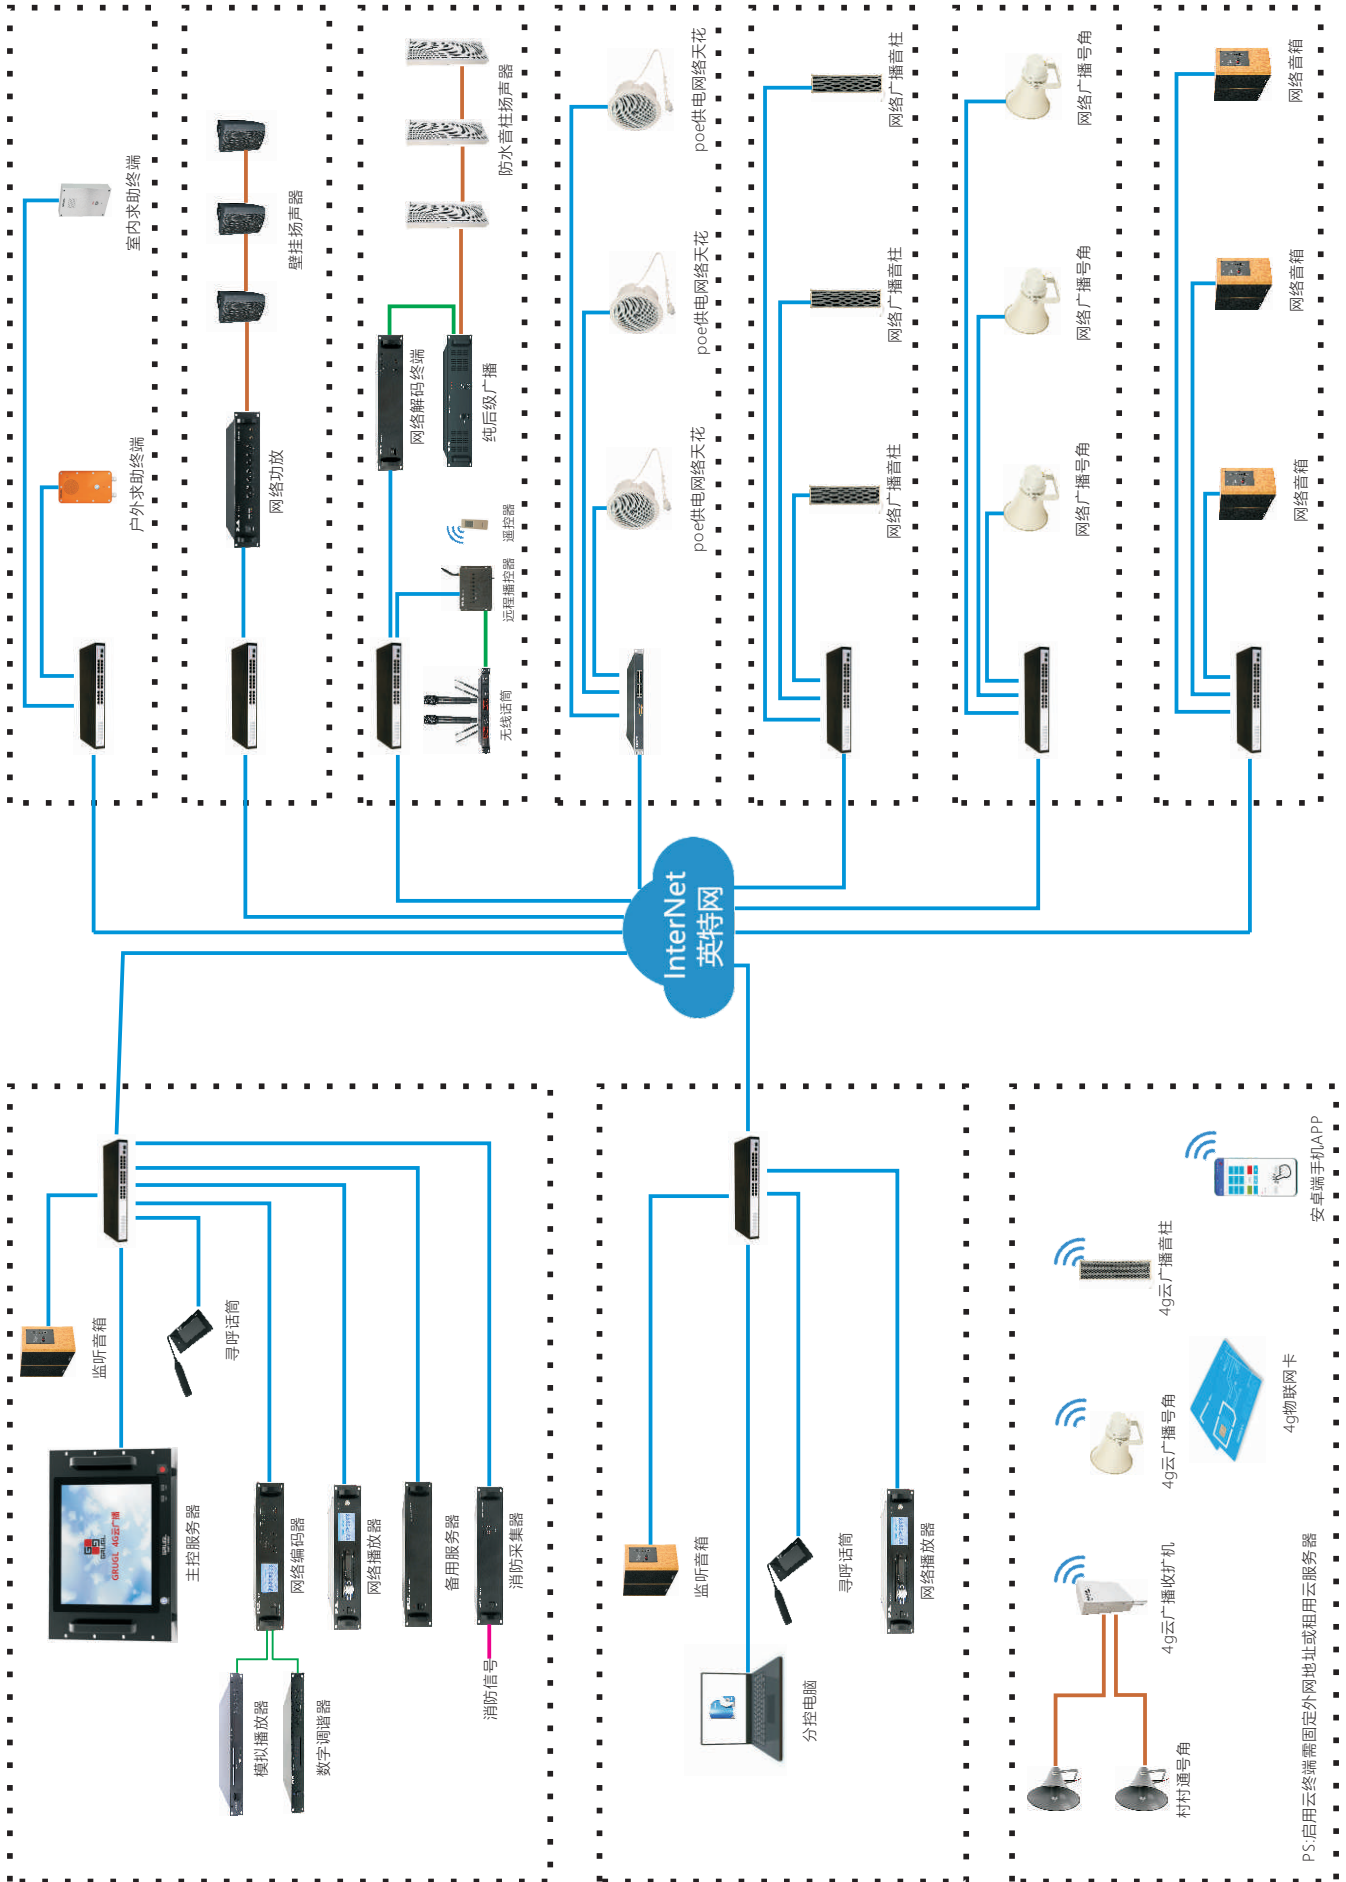 室内求助终端
户外求助终端
壁挂扬声器
网络功放
防水音柱扬声器
网络解码终端
纯后级广播
遥控器
远程播控器
无线话筒
poe供电网络天花
poe供电网络天花
poe供电网络天花
网络广播音柱
网络广播音柱
网络广播音柱
网络广播号角
网络广播号角
网络广播号角
网络音箱
网络音箱
网络音箱
InterNet
英特网
监听音箱
寻呼话筒
GRUGL 4G云广播
主控服务器
网络编码器
网络播放器
备用服务器
消防采集器
消防信号
模拟播放器
数字调谐器
监听音箱
寻呼话筒
网络播放器
分控电脑
安卓端手机APP
4g云广播音柱
4g云广播号角
4g物联网卡
4g云广播收扩机
村村通号角
PS:启用云终端需固定外网地址或租用云服务器